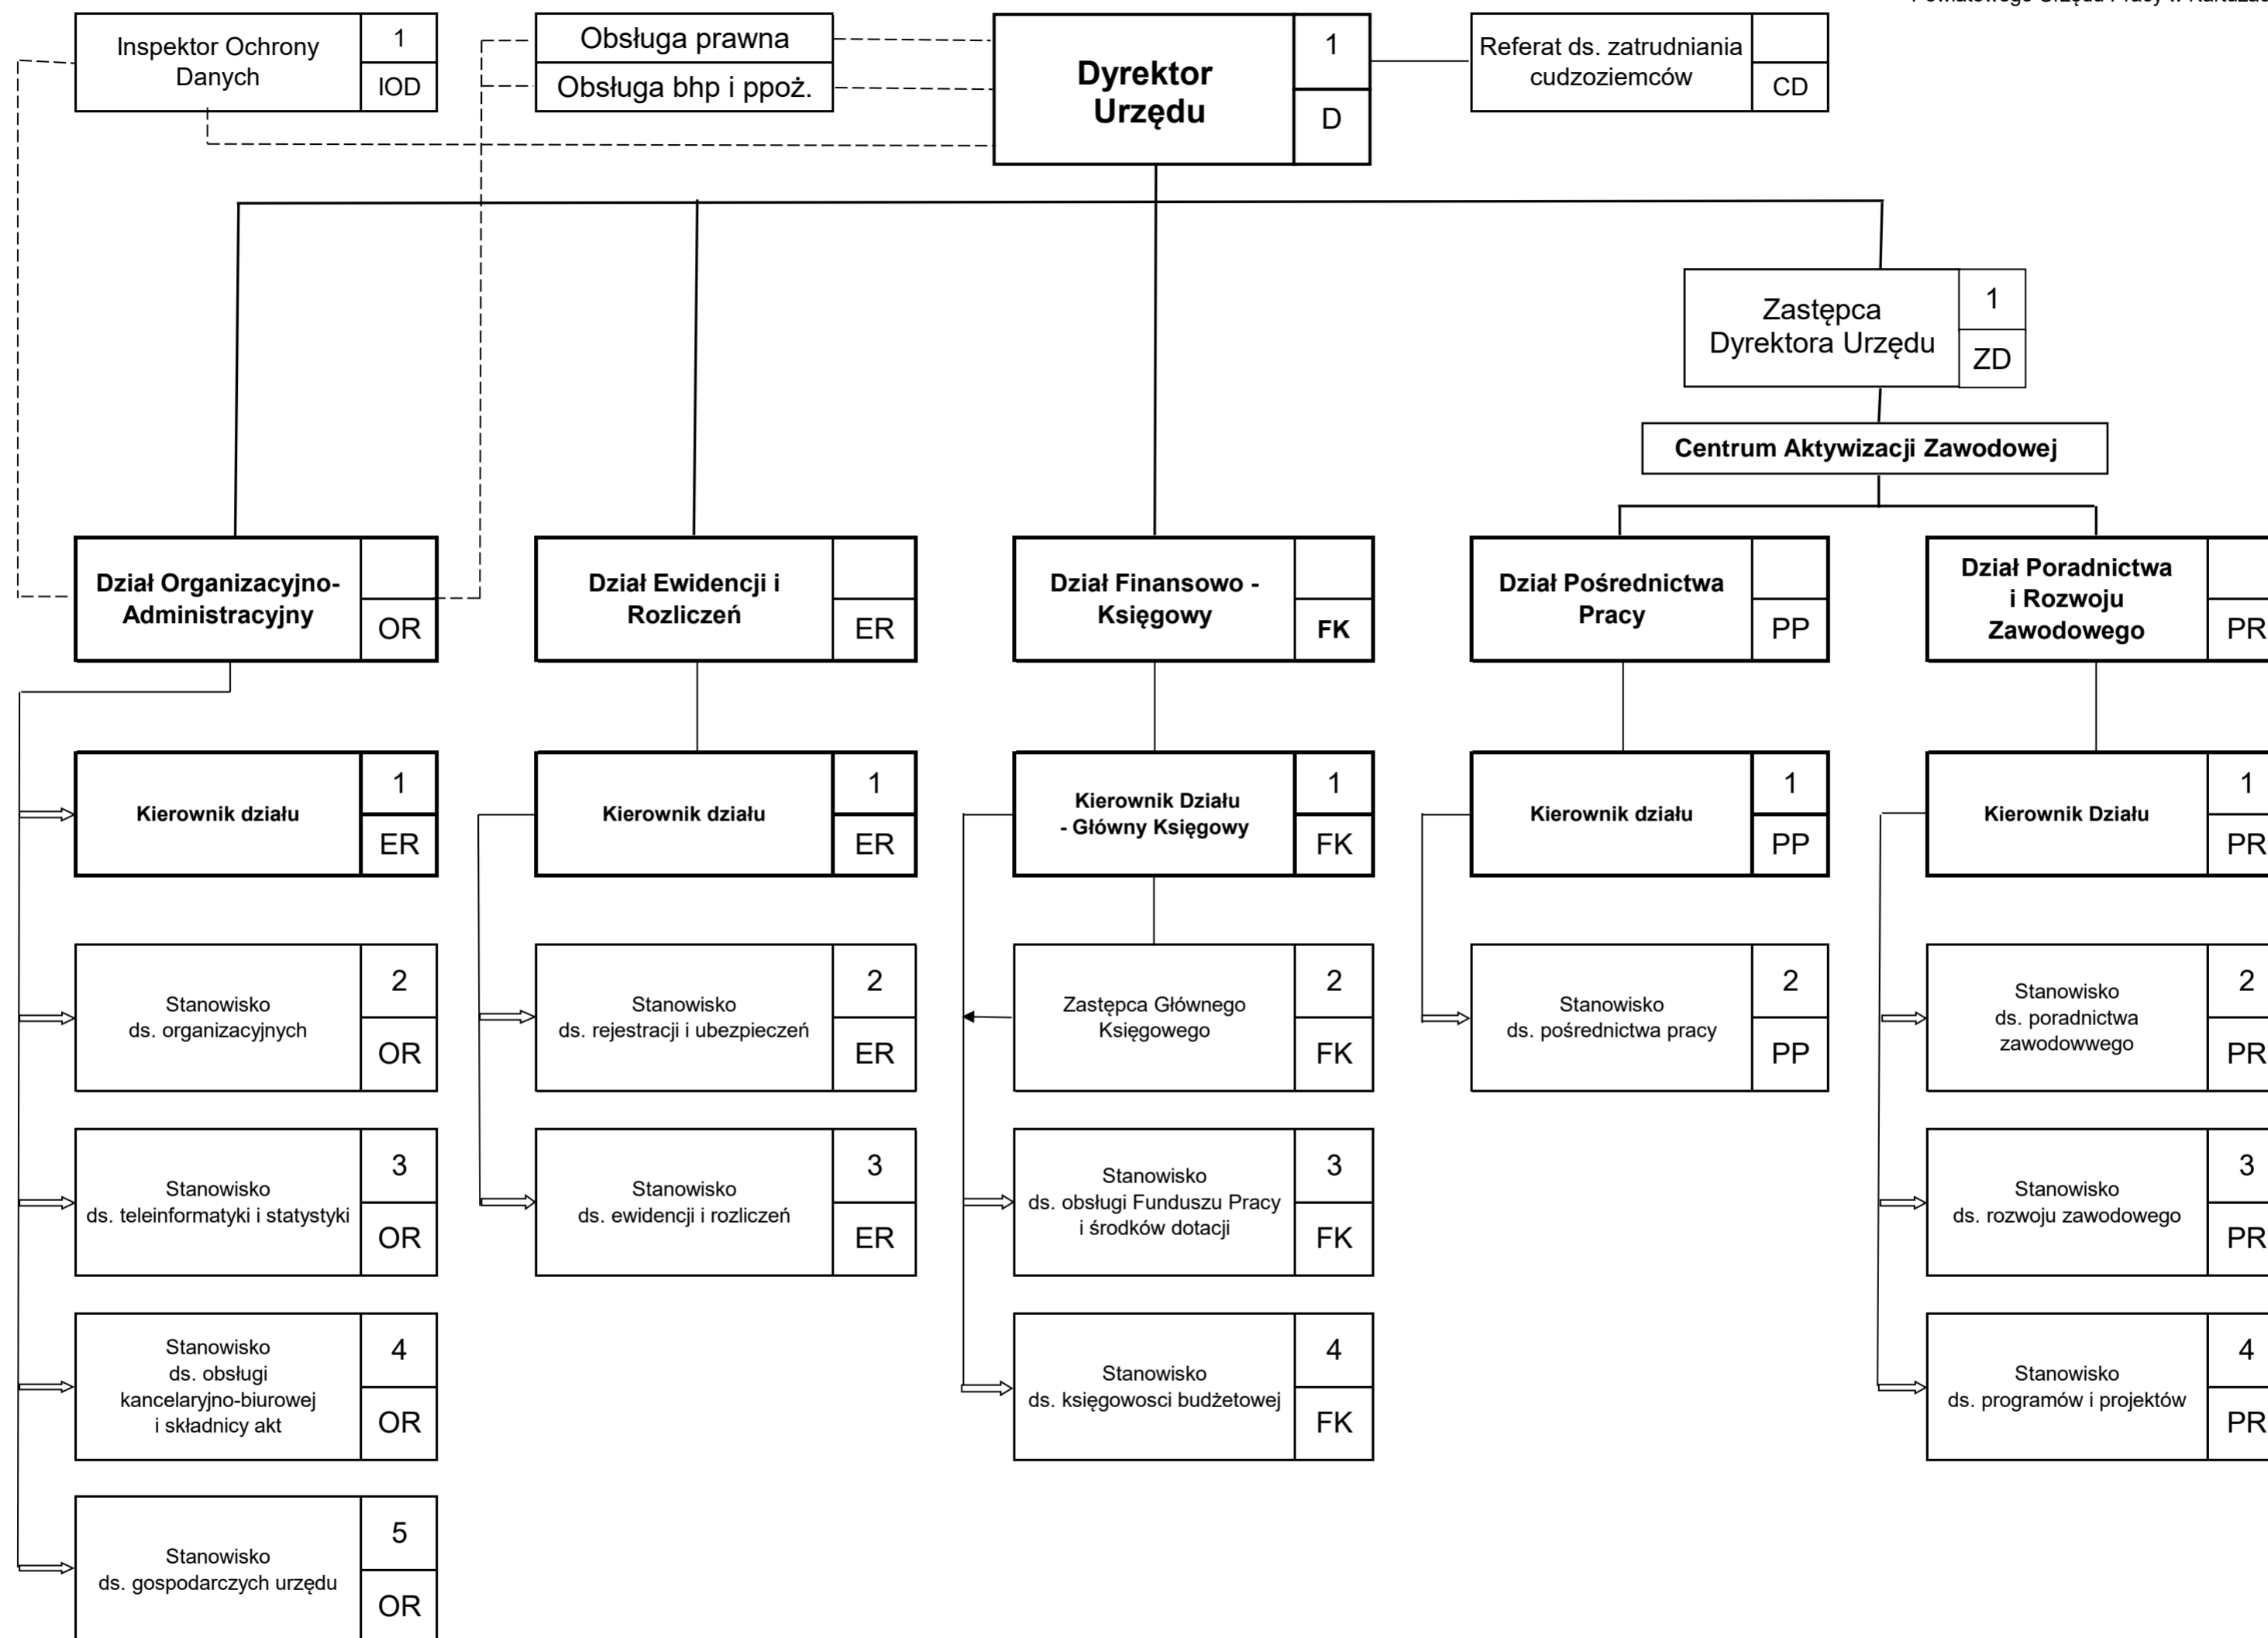 Powiatowego Urzędu Pracy w Kartuzach
Inspektor Ochrony
Danych
1
IOD
Obsługa prawna
Obsługa bhp i ppoż.
Dyrektor
Urzędu
1
D
Referat ds. zatrudniania
cudzoziemców
CD
Zastępca
Dyrektora Urzędu
1
ZD
Centrum Aktywizacji Zawodowej
Dział Organizacyjno-
Administracyjny
OR
Dział Ewidencji i
Rozliczeń
ER
Dział Finansowo -
Księgowy
FK
Dział Pośrednictwa
Pracy
PP
Dział Poradnictwa
i Rozwoju
Zawodowego
PR
Kierownik działu
1
ER
Kierownik działu
1
ER
Kierownik Działu
- Główny Księgowy
1
FK
Kierownik działu
1
PP
Kierownik Działu
1
PR
Stanowisko
ds. organizacyjnych
2
OR
Stanowisko
ds. rejestracji i ubezpieczeń
2
ER
Zastępca Głównego
Księgowego
2
FK
Stanowisko
ds. pośrednictwa pracy
2
PP
Stanowisko
ds. poradnictwa
zawodowwego
2
PR
Stanowisko
ds. teleinformatyki i statystyki
3
OR
Stanowisko
ds. ewidencji i rozliczeń
3
ER
Stanowisko
ds. obsługi Funduszu Pracy
i środków dotacji
3
FK
Stanowisko
ds. rozwoju zawodowego
3
PR
Stanowisko
ds. obsługi
kancelaryjno-biurowej
i składnicy akt
4
OR
Stanowisko
ds. księgowosci budżetowej
4
FK
Stanowisko
ds. programów i projektów
4
PR
Stanowisko
ds. gospodarczych urzędu
5
OR